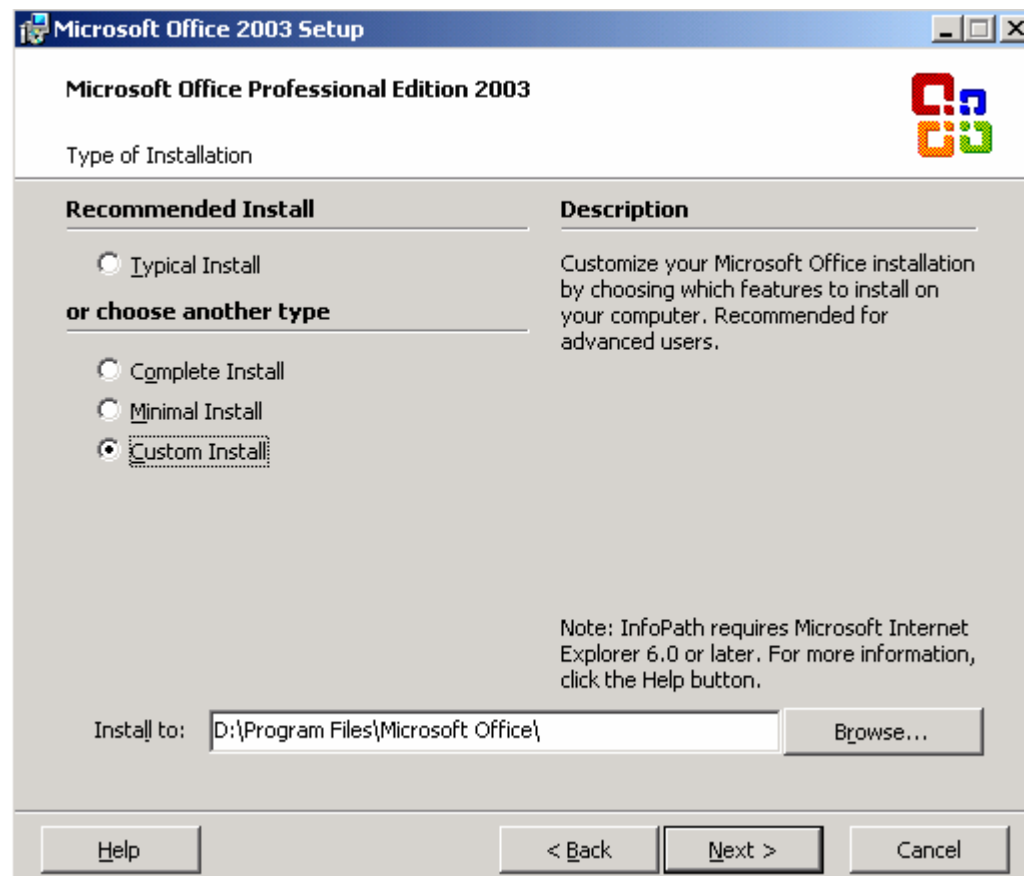 Microsoft Office 2003 Setup
Microsoft Office Professional Edition 2003
Type of Installation
Recommended Install
Typical Install
or choose another type
Complete Install
Minimal Install
Custom Install
Description
Customize your Microsoft Office installation
by choosing which features to install on
your computer. Recommended for
advanced users.
Note: InfoPath requires Microsoft Internet
Explorer 6.0 or later. For more information,
click the Help button.
Install to: D:\Program Files\Microsoft Office\ Browse...
Help < Back Next > Cancel